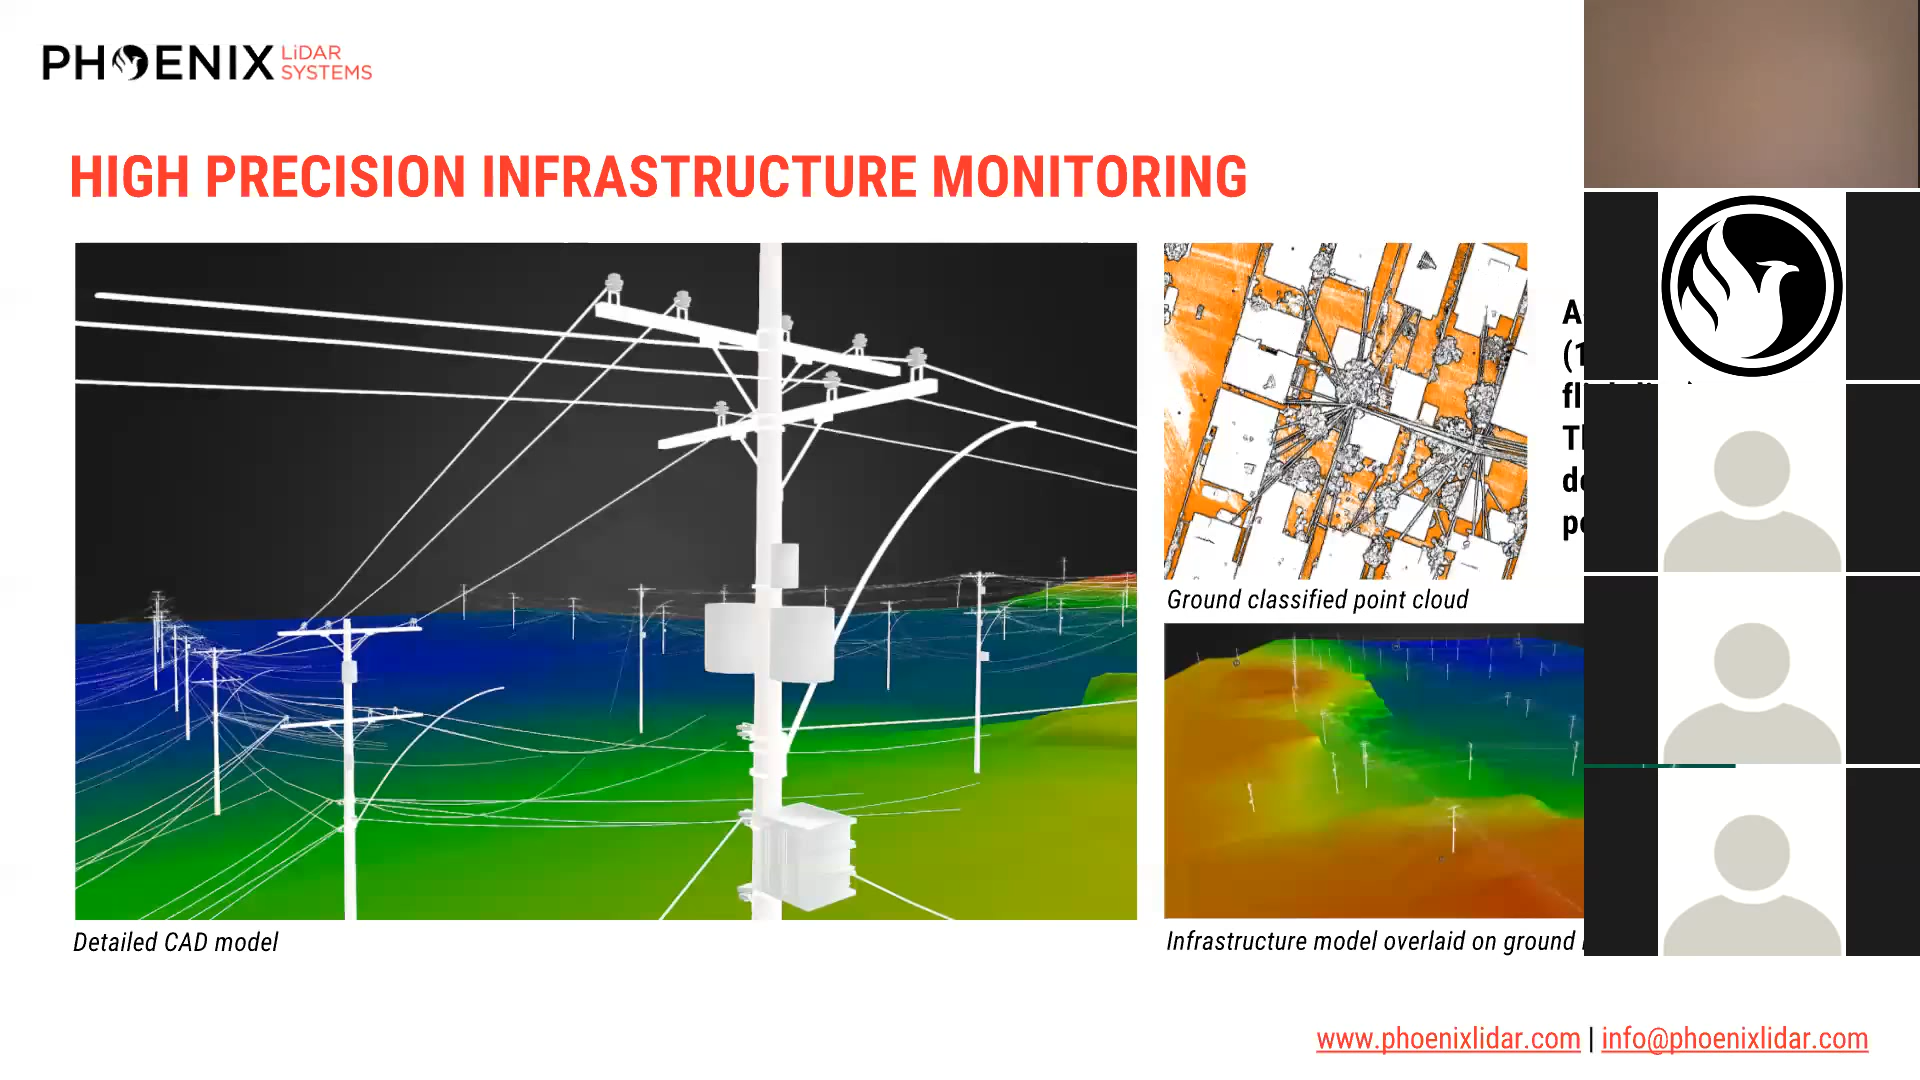 PHOENIX LiDAR
SYSTEMS
HIGH PRECISION INFRASTRUCTURE MONITORING
Ground classified point cloud
Detailed CAD model
Infrastructure model overlaid on ground
www.phoenixlidar.com | info@phoenixlidar.com